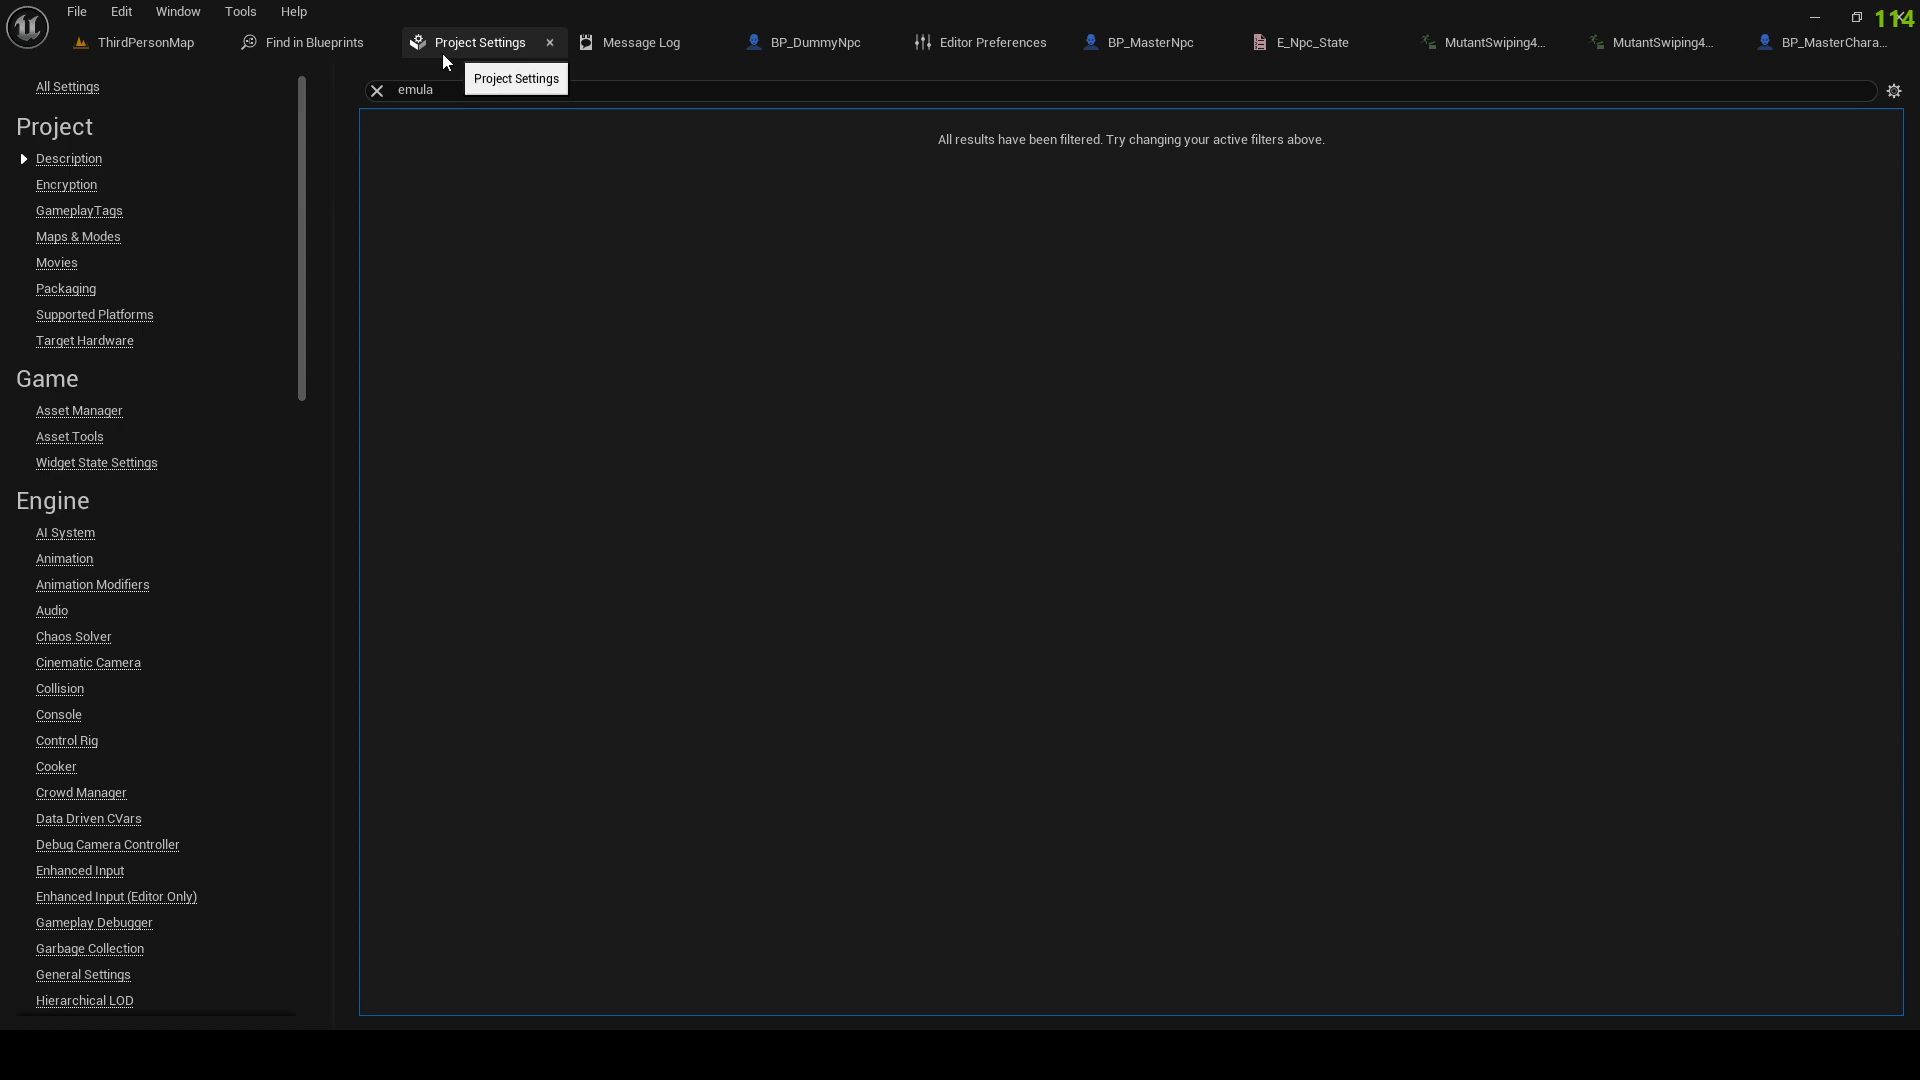 File Edit Window Tools Help
114
ThirdPersonMap Find in Blueprints Project Settings Message Log BP_DummyNpc Editor Preferences BP_MasterNpc E_Npc_State MutantSwiping4... MutantSwiping4... BP_MasterChara...
Project Settings
emula
All results have been filtered. Try changing your active filters above.
All Settings
Project
Description
Encryption
GameplayTags
Maps & Modes
Movies
Packaging
Supported Platforms
Target Hardware
Game
Asset Manager
Asset Tools
Widget State Settings
Engine
AI System
Animation
Animation Modifiers
Audio
Chaos Solver
Cinematic Camera
Collision
Console
Control Rig
Cooker
Crowd Manager
Data Driven CVars
Debug Camera Controller
Enhanced Input
Enhanced Input (Editor Only)
Gameplay Debugger
Garbage Collection
General Settings
Hierarchical LOD